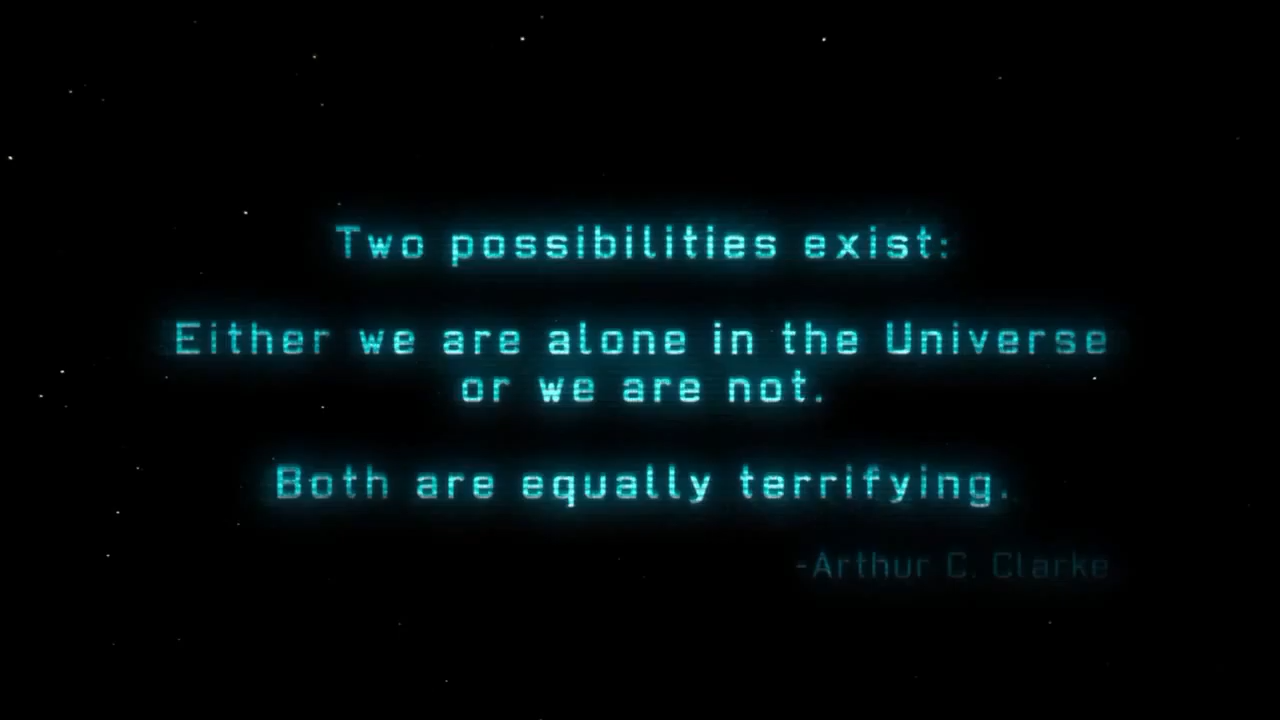 Two possibilities exist:
Either we are alone in the Universe
or we are not.
Both are equally terrifying.
-Arthur C. Clarke